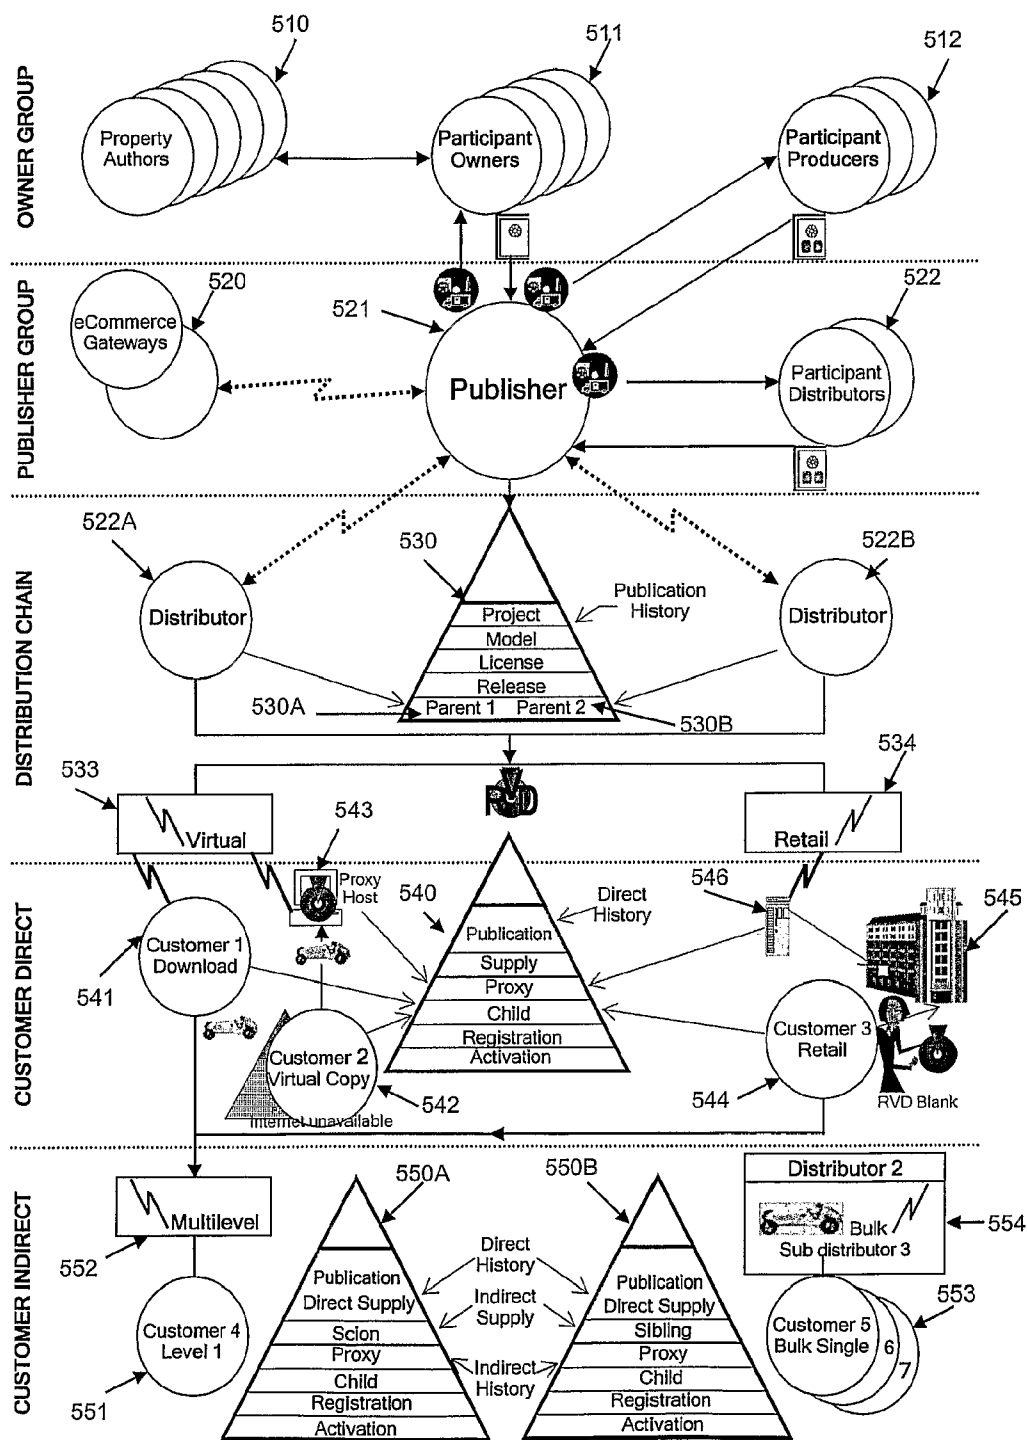 510
511
512
OWNER GROUP
Property
Authors
Participant
Owners
Participant
Producers
PUBLISHER GROUP
eCommerce
Gateways
520
521
522
Publisher
Participant
Distributors
DISTRIBUTION CHAIN
522A
530
522B
Distributor
Publication
History
Distributor
Project
Model
License
Release
Parent 1
Parent 2
530A
530B
533
534
Virtual
RVD
Retail
CUSTOMER DIRECT
543
Proxy
Host
540
Direct
History
546
545
Customer 1
Download
541
Publication
Supply
Proxy
Child
Registration
Activation
Customer 2
Virtual Copy
542
Internet unavailable
Customer 3
Retail
544
RVD Blank
CUSTOMER INDIRECT
550A
550B
Distributor 2
Multilevel
552
Bulk
Sub distributor 3
554
Direct
History
Indirect
Supply
Indirect
History
Publication
Direct Supply
Scion
Proxy
Child
Registration
Activation
Publication
Direct Supply
Sibling
Proxy
Child
Registration
Activation
Customer 4
Level 1
551
Customer 5
Bulk Single
6
7
553